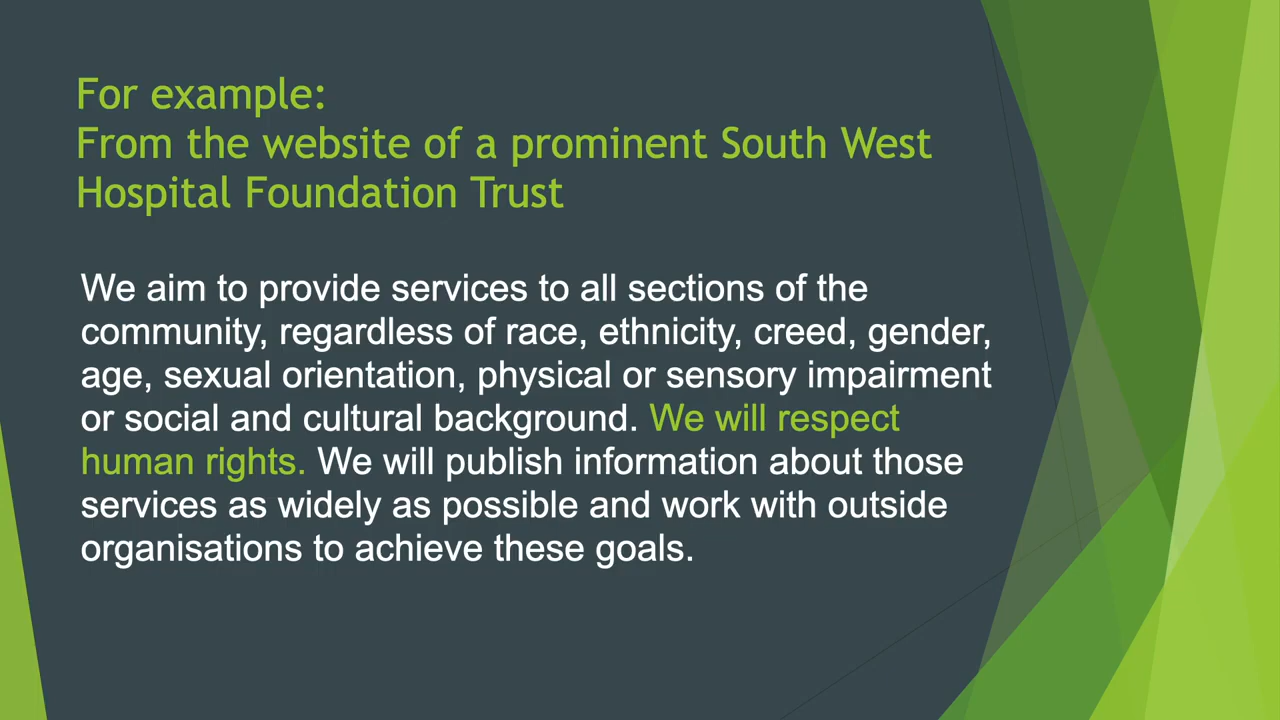 For example:
From the website of a prominent South West
Hospital Foundation Trust
We aim to provide services to all sections of the
community, regardless of race, ethnicity, creed, gender,
age, sexual orientation, physical or sensory impairment
or social and cultural background. We will respect
human rights. We will publish information about those
services as widely as possible and work with outside
organisations to achieve these goals.